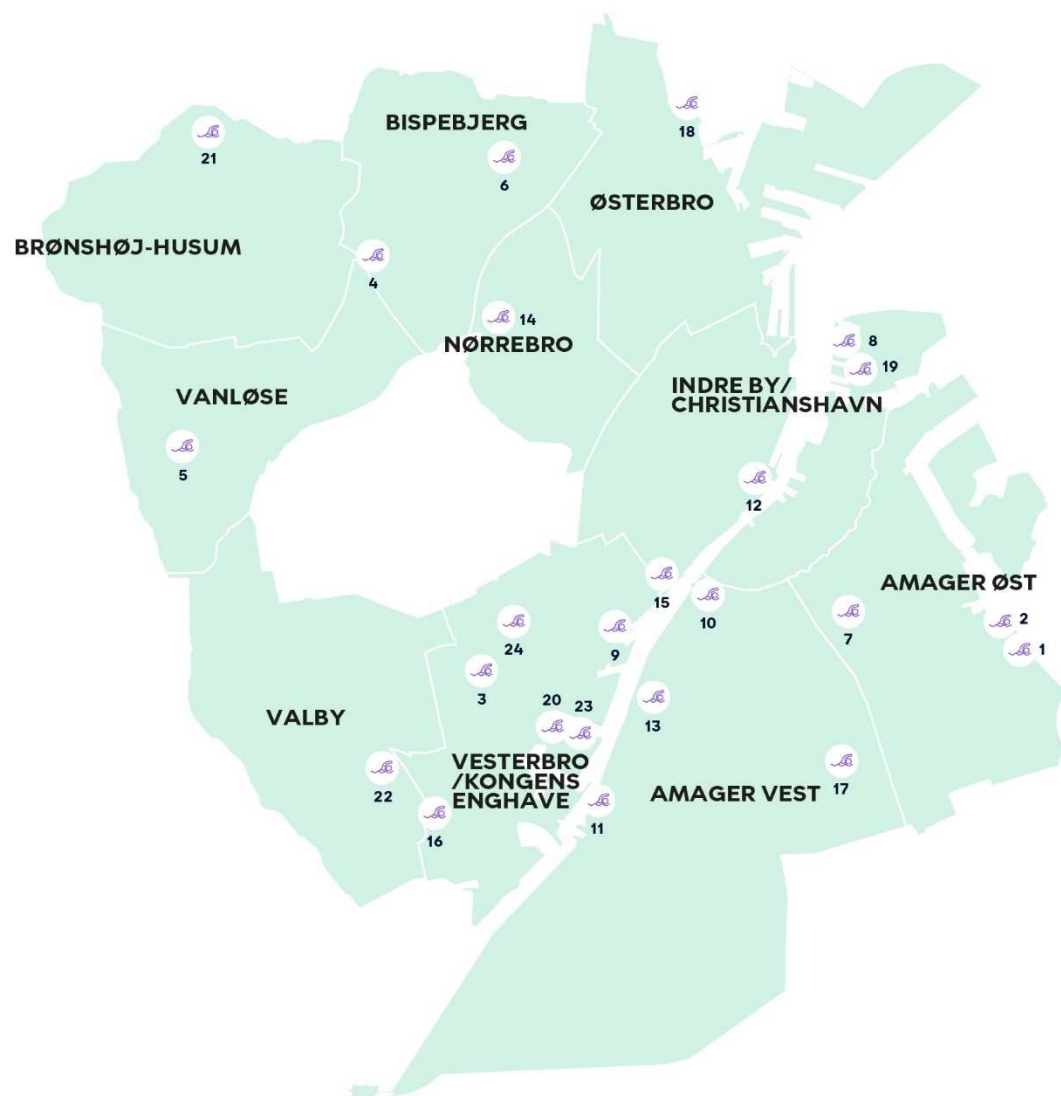 18
BISPEBJERG
21
6
ØSTERBRO
BRØNSHØJ-HUSUM
4
14
NØRREBRO
8
19
VANLØSE
INDRE BY/
CHRISTIANSHAVN
5
12
AMAGER ØST
15
10
7
2
1
24
9
3
13
20
23
VALBY
VESTERBRO
/KONGENS
ENGHAVE
AMAGER VEST
17
22
16
11